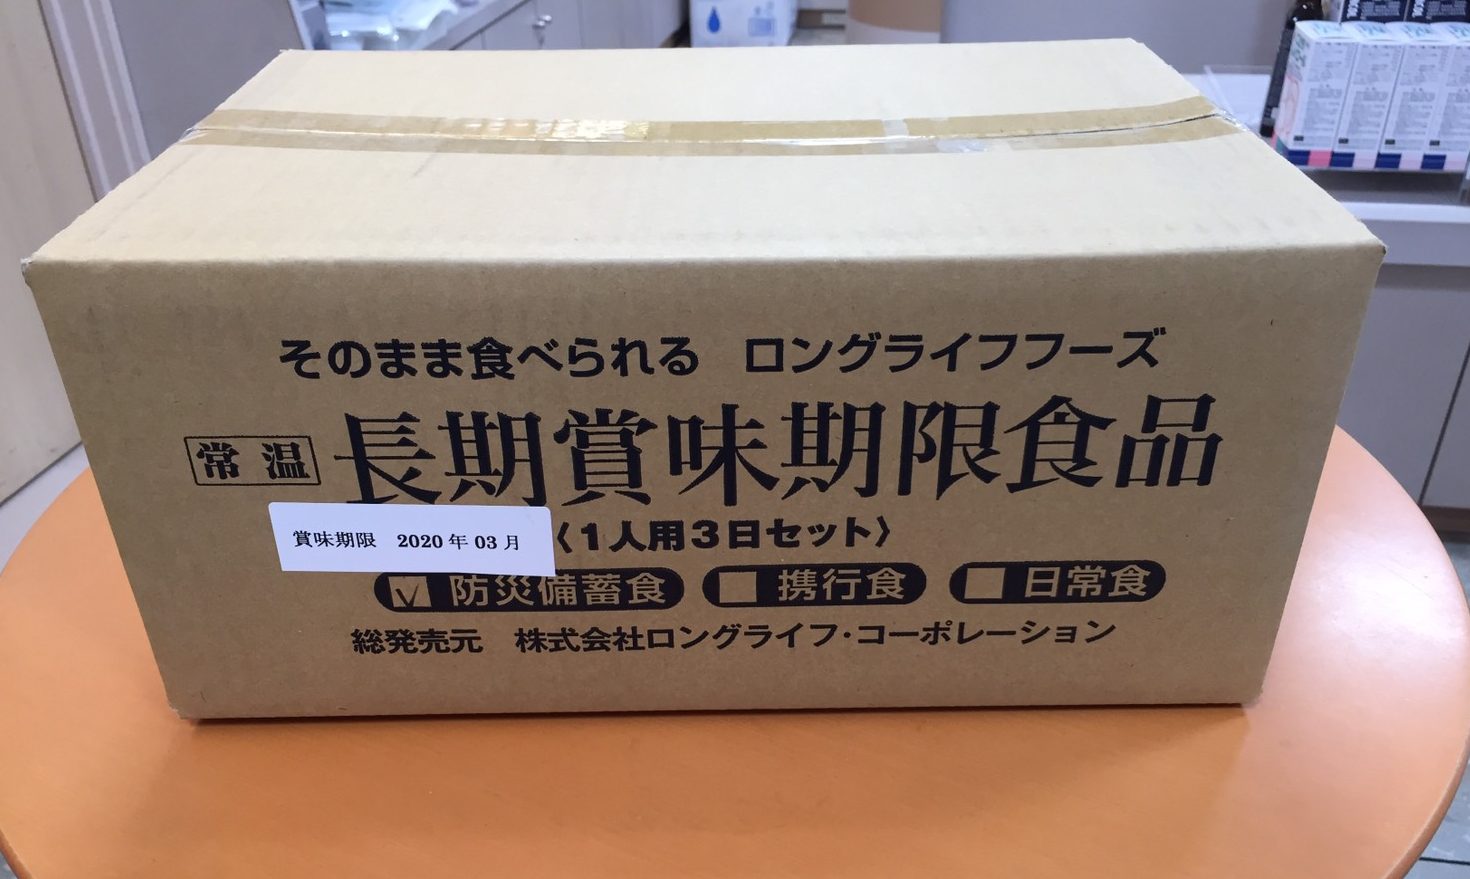 そのまま食べられる　ロングライフフーズ
常温　長期賞味期限食品
〈1人用3日セット〉
賞味期限　2020年03月
防災備蓄食　携行食　日常食
総発売元　株式会社ロングライフ・コーポレーション